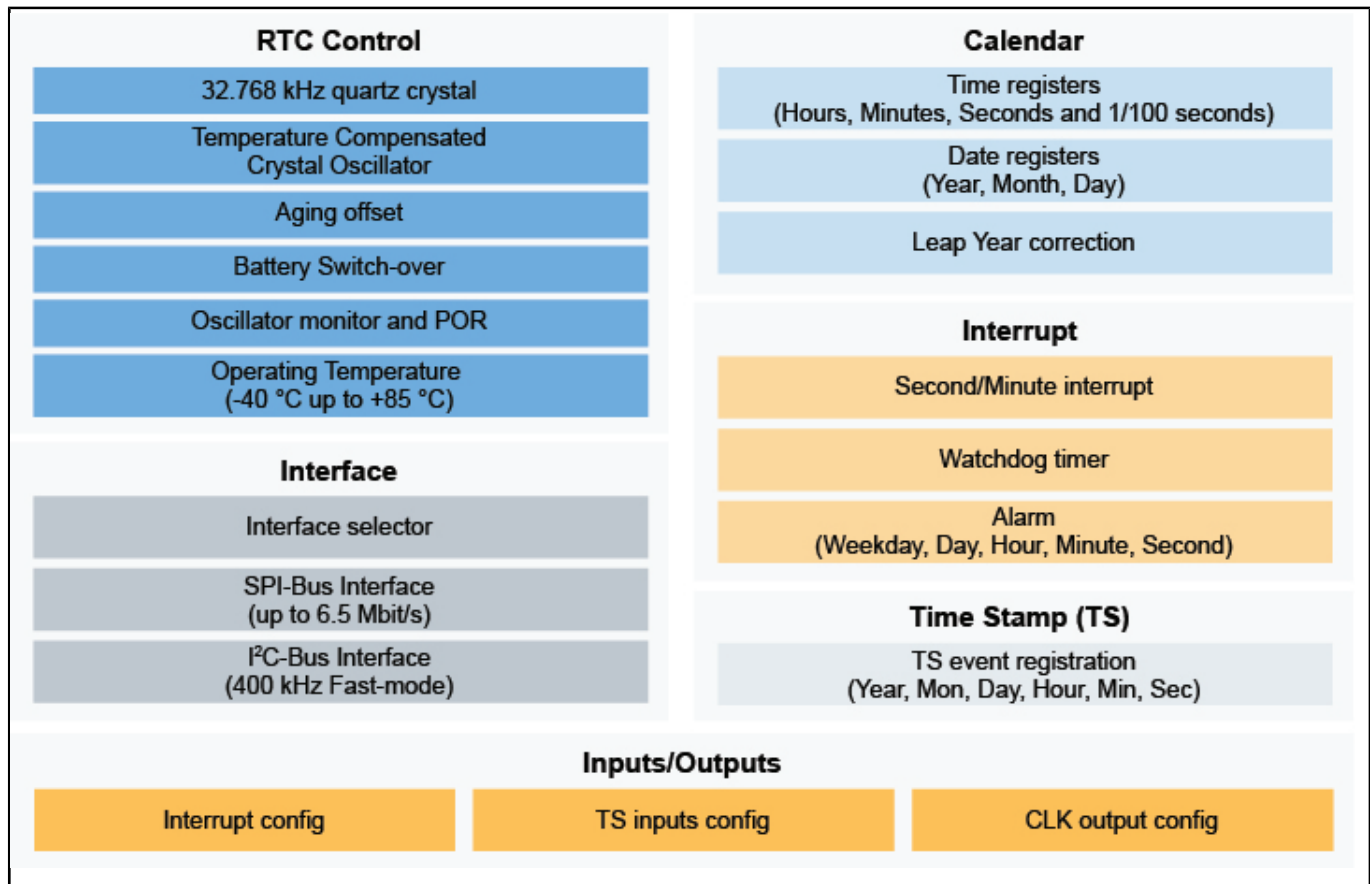 RTC Control
32.768 kHz quartz crystal
Temperature Compensated
Crystal Oscillator
Aging offset
Battery Switch-over
Oscillator monitor and POR
Operating Temperature
(-40 °C up to +85 °C)
Interface
Interface selector
SPI-Bus Interface
(up to 6.5 Mbit/s)
I²C-Bus Interface
(400 kHz Fast-mode)
Calendar
Time registers
(Hours, Minutes, Seconds and 1/100 seconds)
Date registers
(Year, Month, Day)
Leap Year correction
Interrupt
Second/Minute interrupt
Watchdog timer
Alarm
(Weekday, Day, Hour, Minute, Second)
Time Stamp (TS)
TS event registration
(Year, Mon, Day, Hour, Min, Sec)
Inputs/Outputs
Interrupt config
TS inputs config
CLK output config